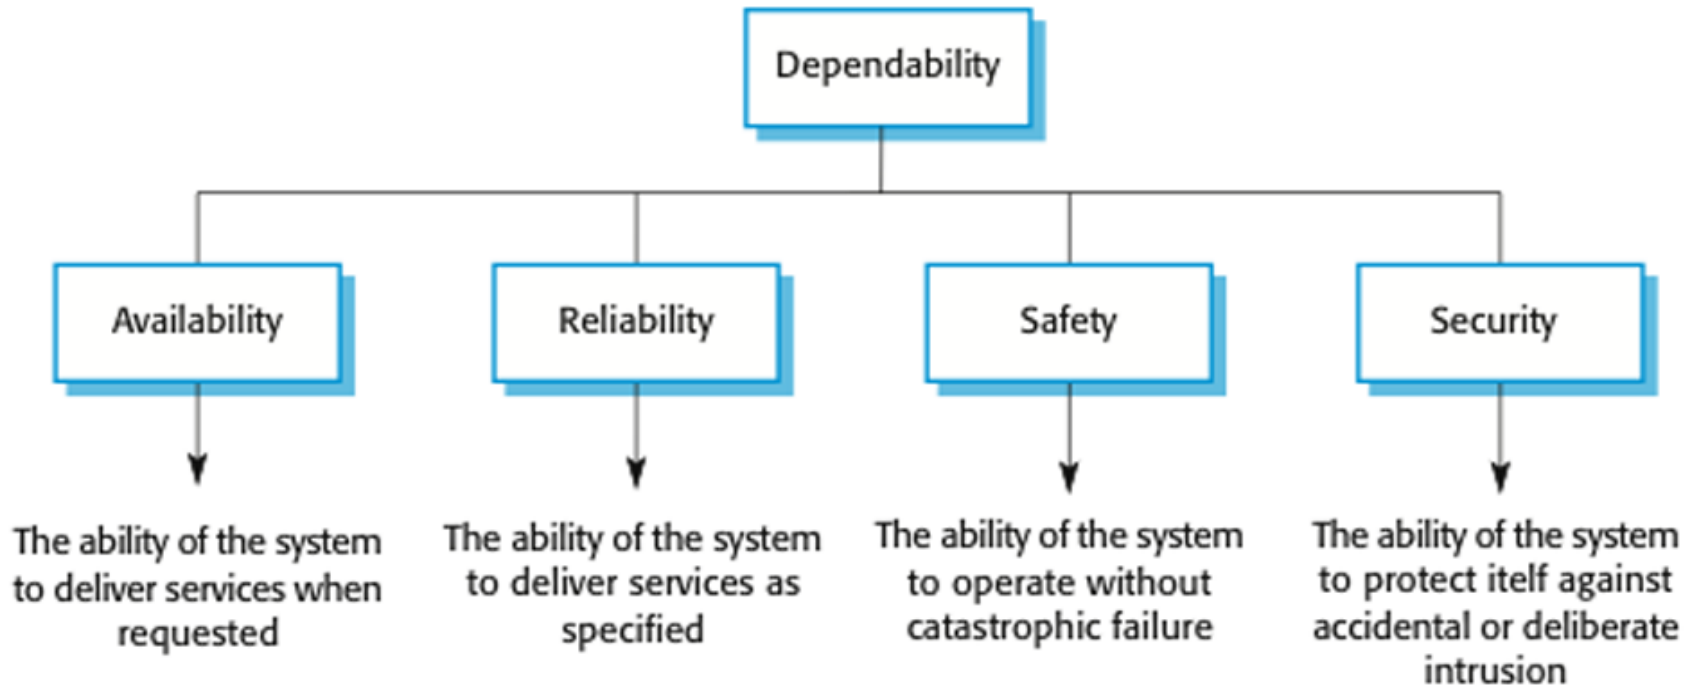 Dependability
Availability
Reliability
Safety
Security
The ability of the system
to deliver services when
requested
The ability of the system
to deliver services as
specified
The ability of the system
to operate without
catastrophic failure
The ability of the system
to protect itelf against
accidental or deliberate
intrusion